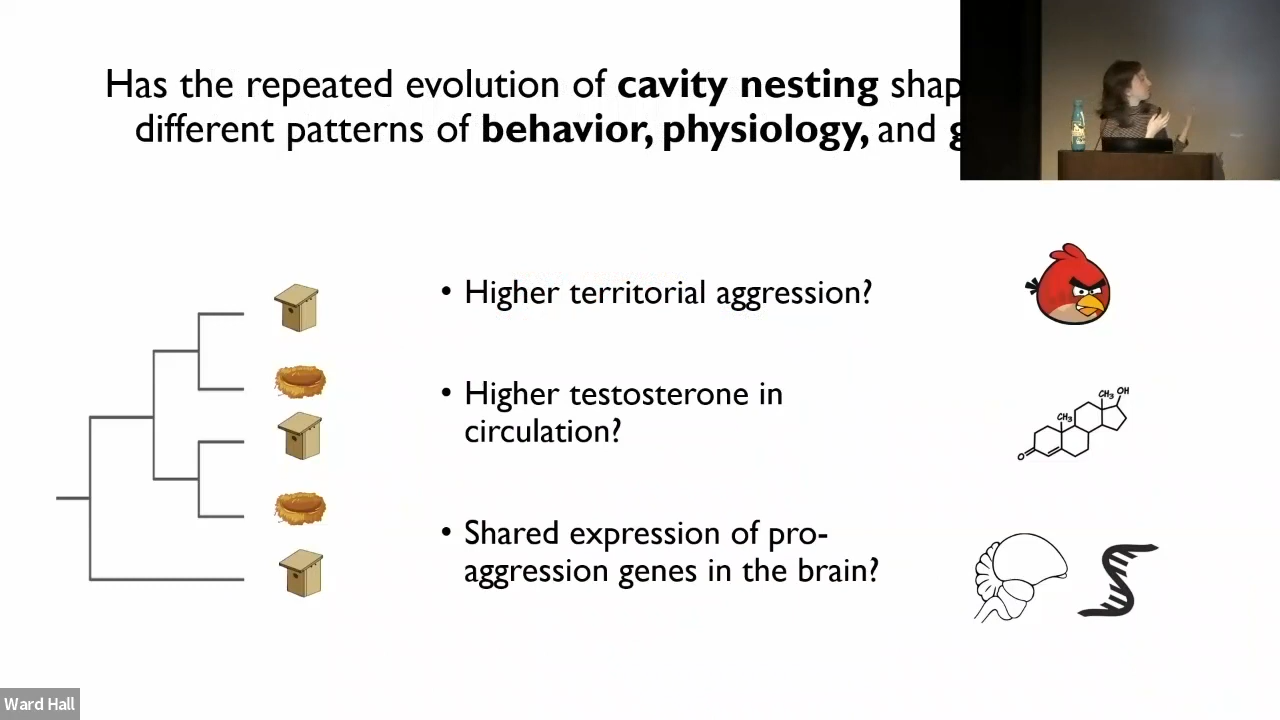 Has the repeated evolution of cavity nesting shap
different patterns of behavior, physiology, and g
• Higher territorial aggression?
• Higher testosterone in
circulation?
CH₃
OH
CH₃
O
• Shared expression of pro-
aggression genes in the brain?
Ward Hall